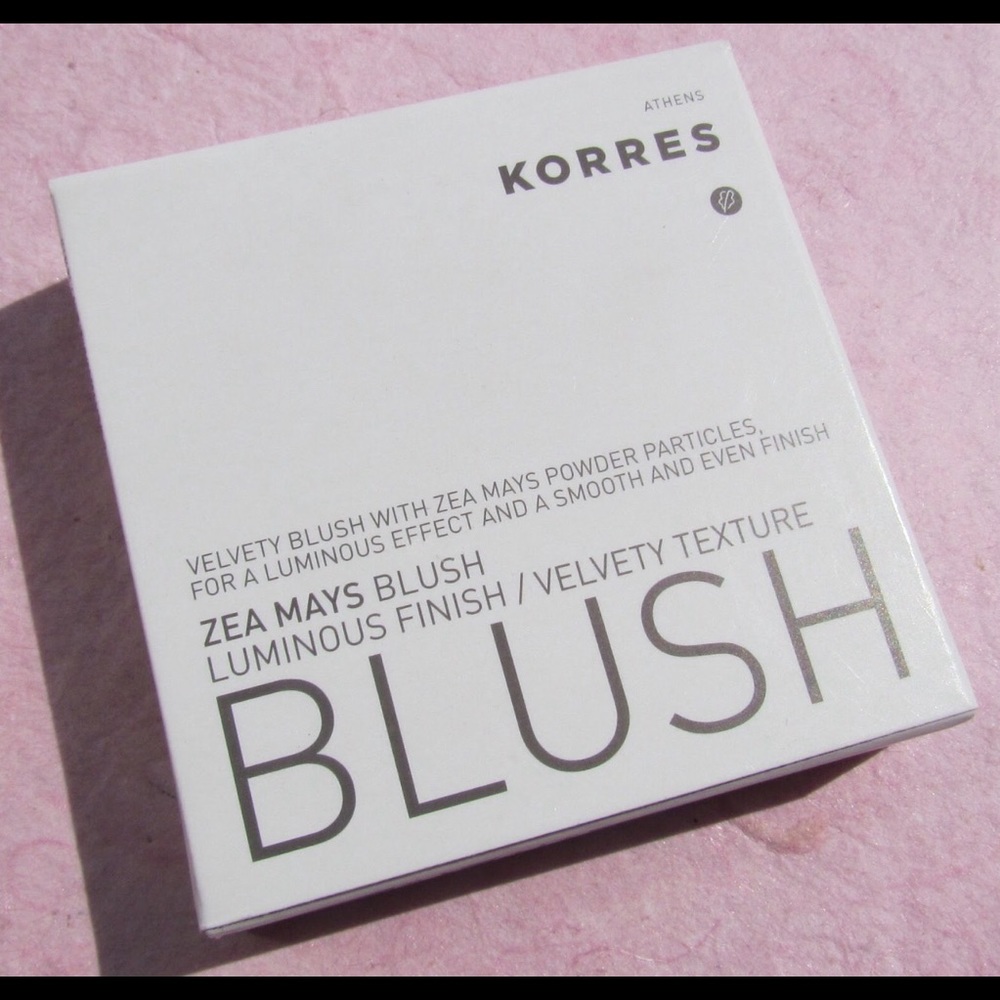 ATHENS
KORRES
VELVETY BLUSH WITH ZEA MAYS POWDER PARTICLES,
FOR A LUMINOUS EFFECT AND A SMOOTH AND EVEN FINISH
ZEA MAYS BLUSH
LUMINOUS FINISH / VELVETY TEXTURE
BLUSH